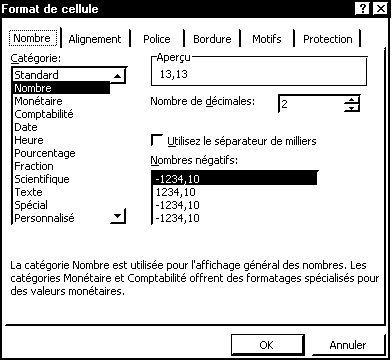 Format de cellule
Nombre Alignement Police Bordure Motifs Protection
Catégorie:
Standard
Nombre
Monétaire
Comptabilité
Date
Heure
Pourcentage
Fraction
Scientifique
Texte
Spécial
Personnalisé
Aperçu
13,13
Nombre de décimales: 2
Utilisez le séparateur de milliers
Nombres négatifs:
-1234,10
1234,10
-1234,10
-1234,10
La catégorie Nombre est utilisée pour l'affichage général des nombres. Les
catégories Monétaire et Comptabilité offrent des formatages spécialisés pour
des valeurs monétaires.
OK Annuler